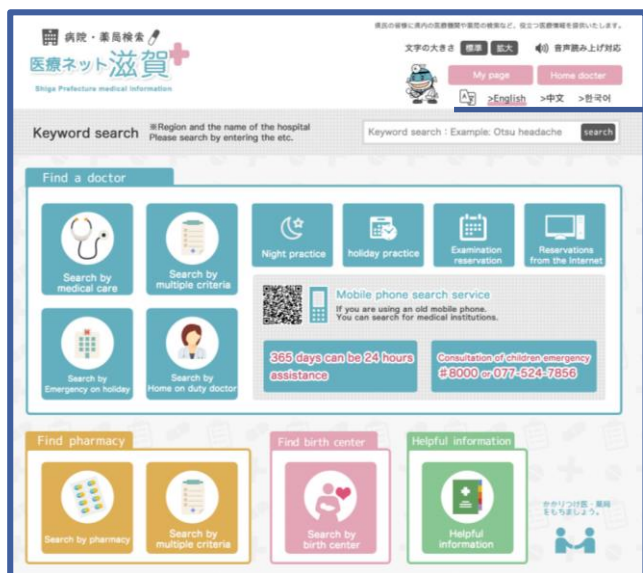 県民の皆様に県内の医療機関や薬局の検索など、役立つ医療情報を提供いたします。
病院・薬局検索
医療ネット滋賀
Shiga Prefecture medical information
文字の大きさ 標準 拡大 音声読み上げ対応
My page Home docter
>English >中文 >한국어
Keyword search
※Region and the name of the hospital
Please search by entering the etc.
Keyword search : Example: Otsu headache search
Find a doctor
Search by
medical care
Search by
multiple criteria
Night practice
holiday practice
Examination
reservation
Reservations
from the Internet
Mobile phone search service
If you are using an old mobile phone.
You can search for medical institutions.
Search by
Emergency on holiday
Search by
Home on duty doctor
365 days can be 24 hours
assistance
Consultation of children emergency
#8000 or 077-524-7856
Find pharmacy
Search by pharmacy
Search by
multiple criteria
Find birth center
Search by
birth center
Helpful information
Helpful
information
かかりつけ医・薬局
をもちましょう。